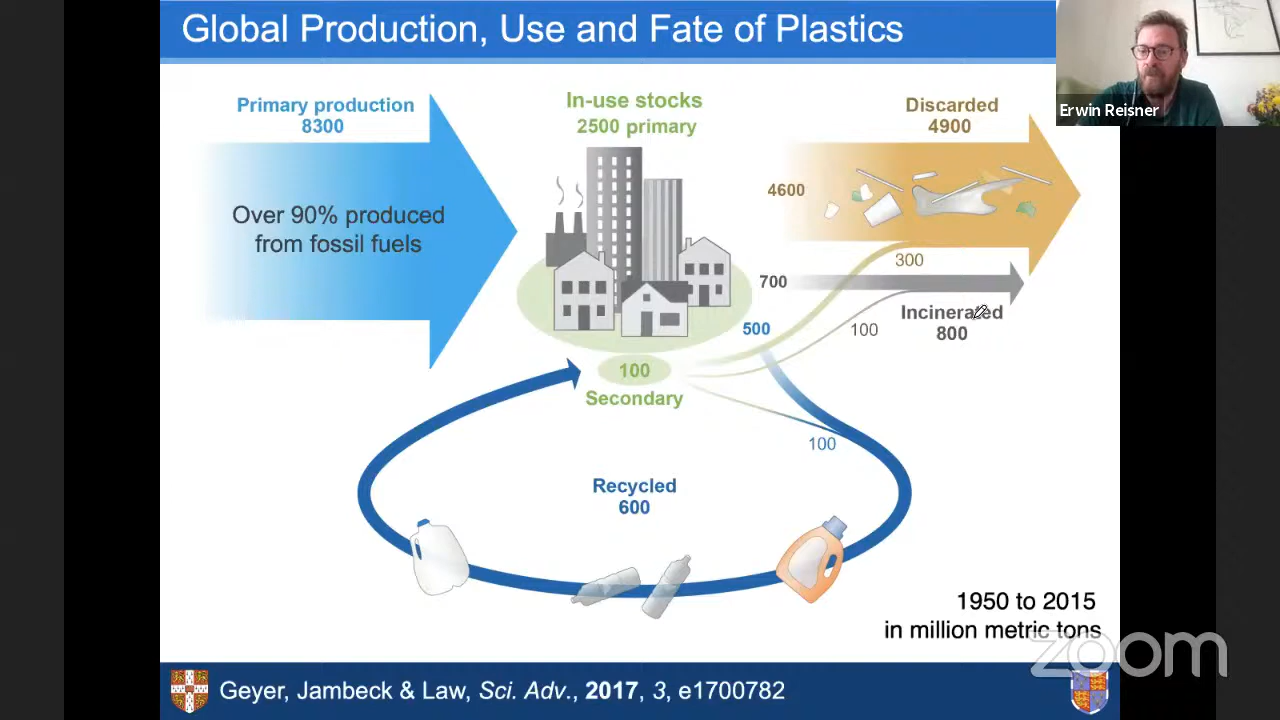 Global Production, Use and Fate of Plastics
Erwin Reisner
Primary production
8300
Over 90% produced
from fossil fuels
In-use stocks
2500 primary
Discarded
4900
4600
300
700
Incinerated
800
500
100
100
Secondary
100
Recycled
600
1950 to 2015
in million metric tons
zoom
Geyer, Jambeck & Law, Sci. Adv., 2017, 3, e1700782